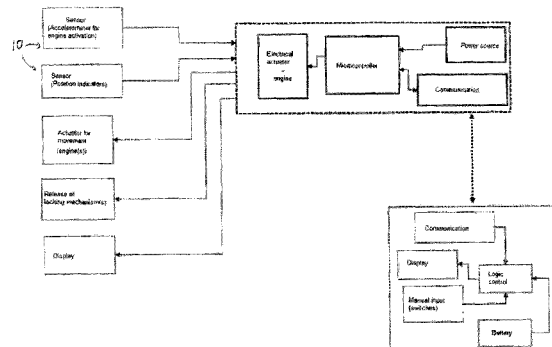 Sensor
(Accelerometer for
engine activation)
10
Sensor
(Position indicators)
Actuator for
movement
(engine(s))
Release of
locking mechanism(s)
Display
Electrical
actuator
- engine
Microcontroller
Power source
Communication
Communication
Display
Logic
control
Manual input
(switches)
Battery